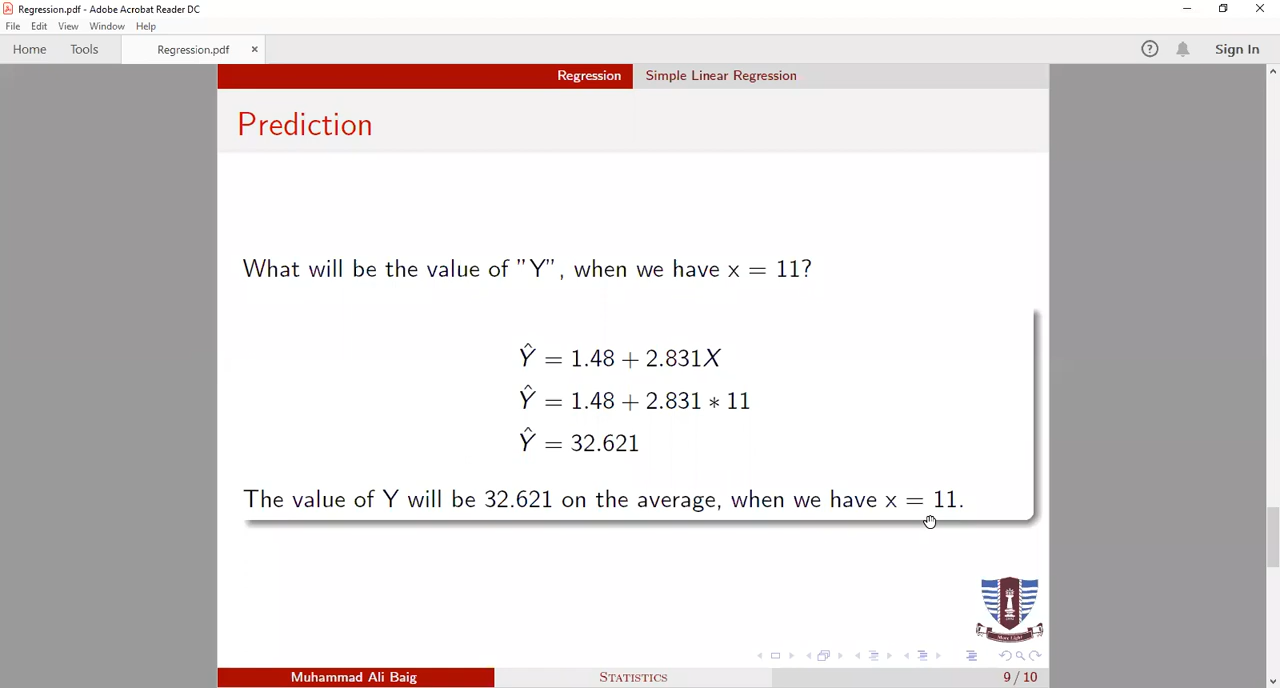 Regression.pdf - Adobe Acrobat Reader DC
File Edit View Window Help
Home Tools Regression.pdf × ? Sign In
Regression Simple Linear Regression
Prediction
What will be the value of "Y", when we have x = 11?
Ŷ = 1.48 + 2.831X
Ŷ = 1.48 + 2.831 ∗ 11
Ŷ = 32.621
The value of Y will be 32.621 on the average, when we have x = 11.
Muhammad Ali Baig Statistics 9 / 10